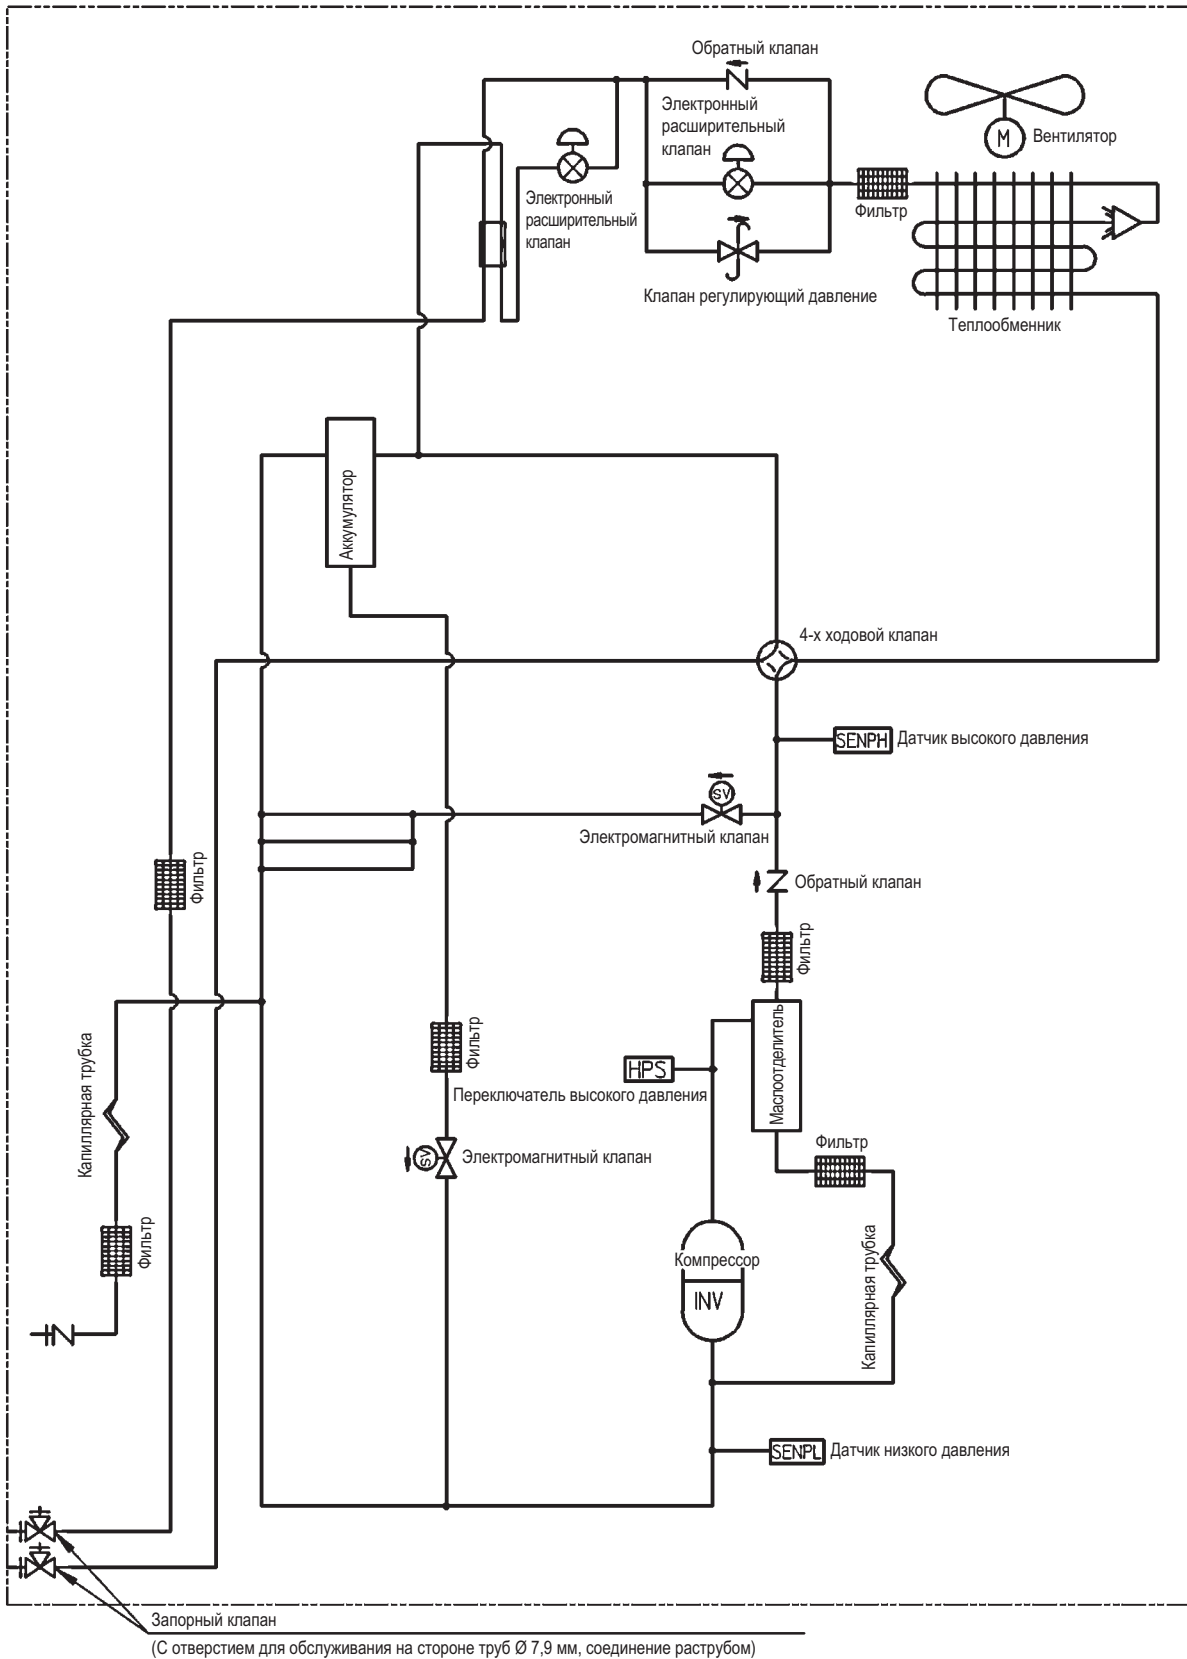 Обратный клапан
Электронный
расширительный
клапан
М
Вентилятор
Электронный
расширительный
клапан
Фильтр
Клапан регулирующий давление
Теплообменник
Аккумулятор
4-х ходовой клапан
SENPH
Датчик высокого давления
SV
Электромагнитный клапан
Фильтр
Обратный клапан
Фильтр
Маслоотделитель
Фильтр
Капиллярная трубка
HPS
Переключатель высокого давления
SV
Электромагнитный клапан
Фильтр
Фильтр
Компрессор
INV
Капиллярная трубка
SENPL
Датчик низкого давления
Запорный клапан
(С отверстием для обслуживания на стороне труб Ø 7,9 мм, соединение раструбом)